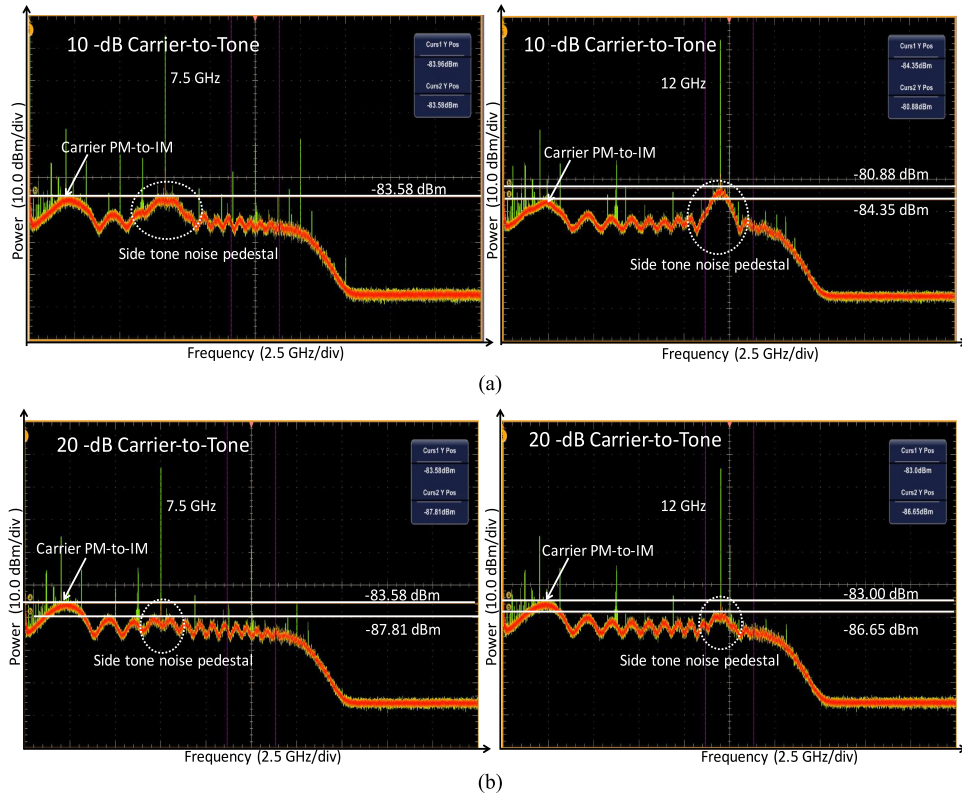 10 -dB Carrier-to-Tone
Curs1 Y Pos
-83.96dBm
Curs2 Y Pos
-83.58dBm
7.5 GHz
Carrier PM-to-IM
-83.58 dBm
Side tone noise pedestal
Power (10.0 dBm/div)
Frequency (2.5 GHz/div)
10 -dB Carrier-to-Tone
Curs1 Y Pos
-84.35dBm
Curs2 Y Pos
-80.88dBm
12 GHz
Carrier PM-to-IM
-80.88 dBm
-84.35 dBm
Side tone noise pedestal
Power (10.0 dBm/div)
Frequency (2.5 GHz/div)
(a)
20 -dB Carrier-to-Tone
Curs1 Y Pos
-83.58dBm
Curs2 Y Pos
-87.81dBm
7.5 GHz
Carrier PM-to-IM
-83.58 dBm
-87.81 dBm
Side tone noise pedestal
Power (10.0 dBm/div )
Frequency (2.5 GHz/div)
20 -dB Carrier-to-Tone
Curs1 Y Pos
-83.0dBm
Curs2 Y Pos
-86.65dBm
12 GHz
Carrier PM-to-IM
-83.00 dBm
-86.65 dBm
Side tone noise pedestal
Power (10.0 dBm/div)
Frequency (2.5 GHz/div)
(b)